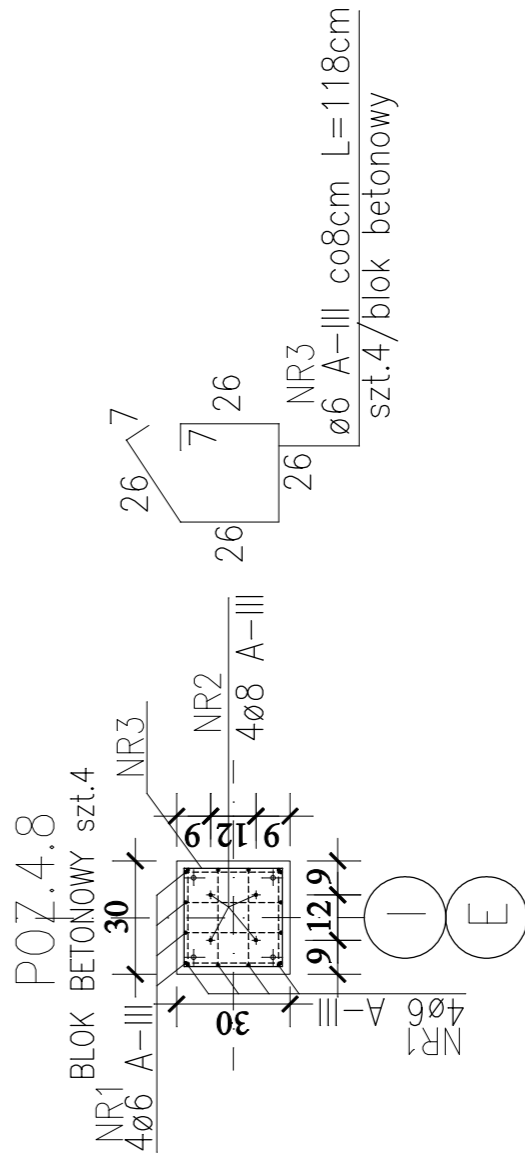 POZ.4.8
BLOK BETONOWY szt.4
30
NR1
4ø6 A-III
NR3
NR2
4ø8 A-III
9
12
9
30
9
12
9
NR1
4ø6 A-III
I
E
26
7
7
26
26
26
NR3
ø6 A-III co8cm L=118cm
szt.4/blok betonowy